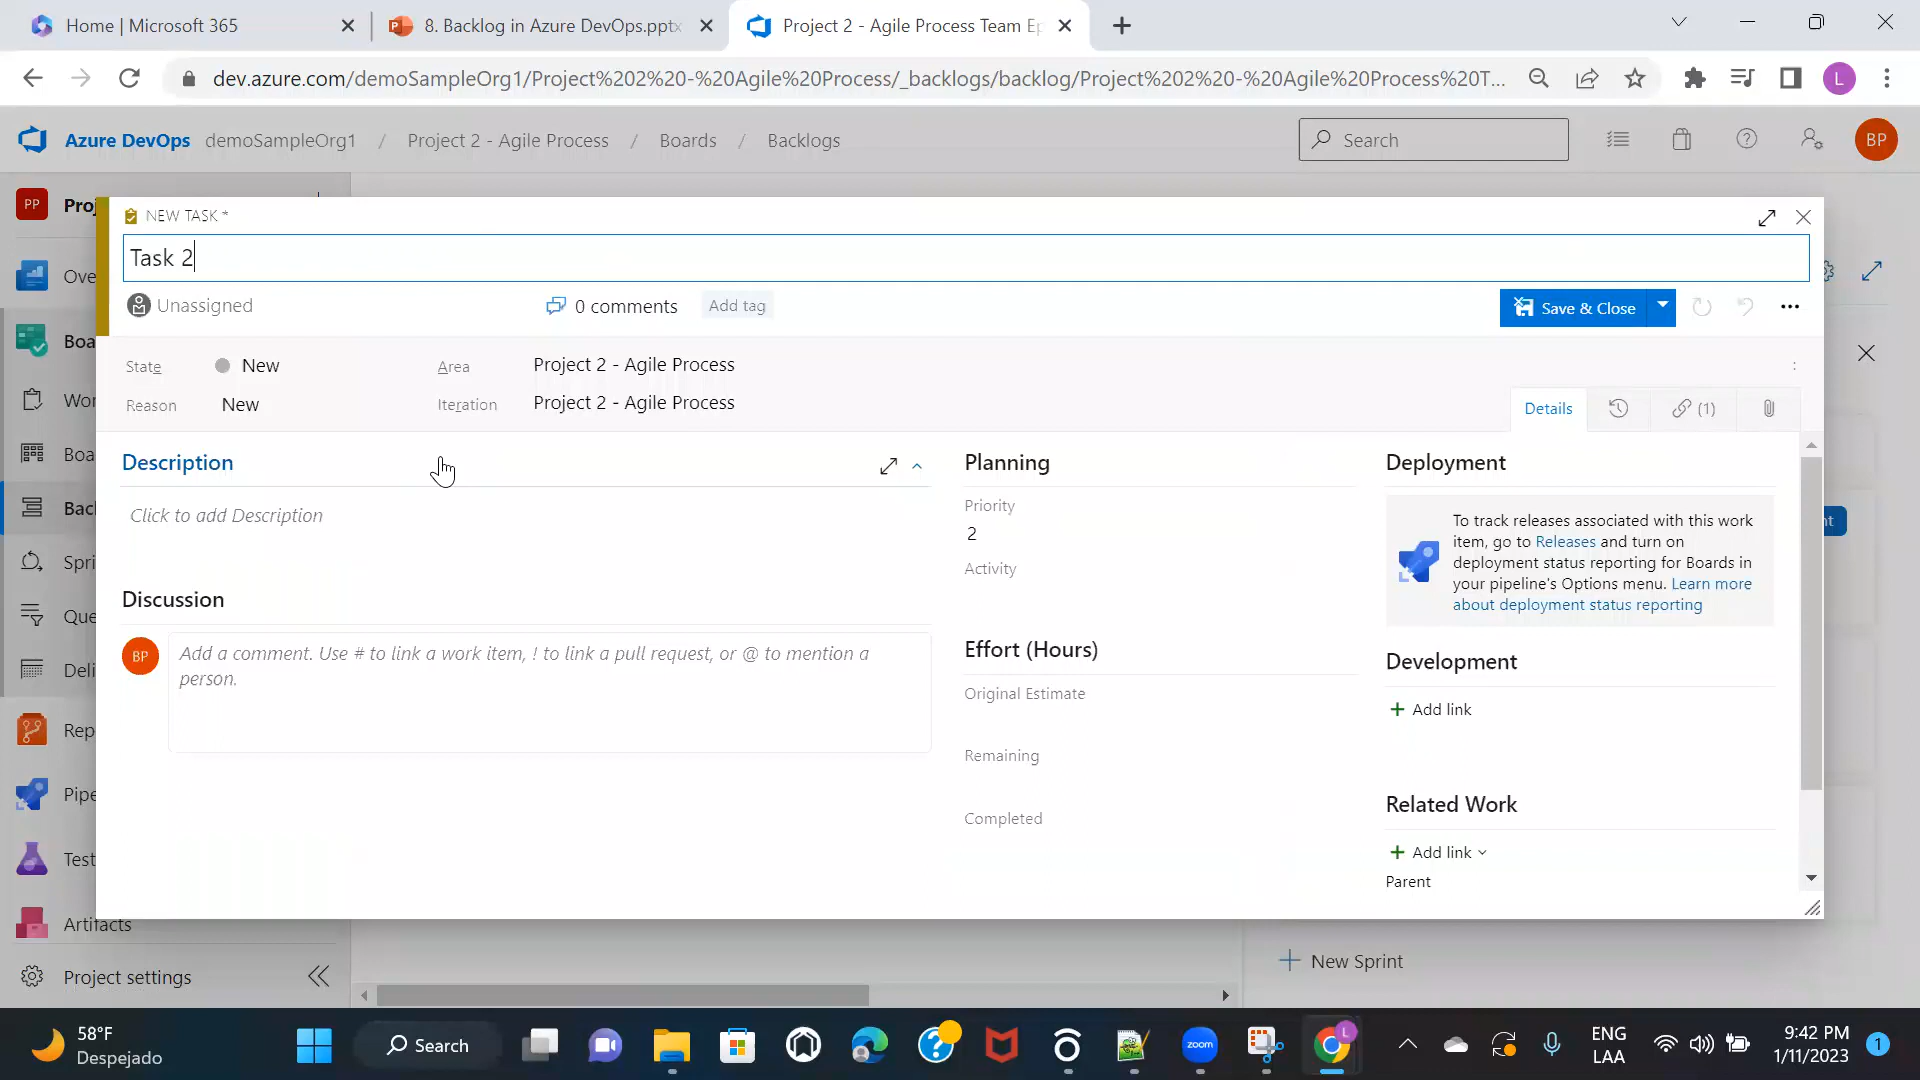 Home | Microsoft 365
8. Backlog in Azure DevOps.pptx
Project 2 - Agile Process Team Ep
dev.azure.com/demoSampleOrg1/Project%202%20-%20Agile%20Process/_backlogs/backlog/Project%202%20-%20Agile%20Process%20T...
L
Azure DevOps demoSampleOrg1 / Project 2 - Agile Process / Boards / Backlogs
Search
BP
PP
Proj
NEW TASK *
Task 2
Ove
Unassigned
0 comments
Add tag
Save & Close
Boa
State New
Area Project 2 - Agile Process
Reason New
Iteration Project 2 - Agile Process
Details
(1)
Wor
Boa
Back
Spri
Que
Deli
Rep
Pipe
Test
Artifacts
Project settings
Description
Click to add Description
Discussion
BP
Add a comment. Use # to link a work item, ! to link a pull request, or @ to mention a
person.
Planning
Priority
2
Activity
Effort (Hours)
Original Estimate
Remaining
Completed
Deployment
To track releases associated with this work
item, go to Releases and turn on
deployment status reporting for Boards in
your pipeline's Options menu. Learn more
about deployment status reporting
Development
Add link
Related Work
Add link
Parent
nt
New Sprint
58°F
Despejado
Search
zoom
L
ENG
LAA
9:42 PM
1/11/2023
1